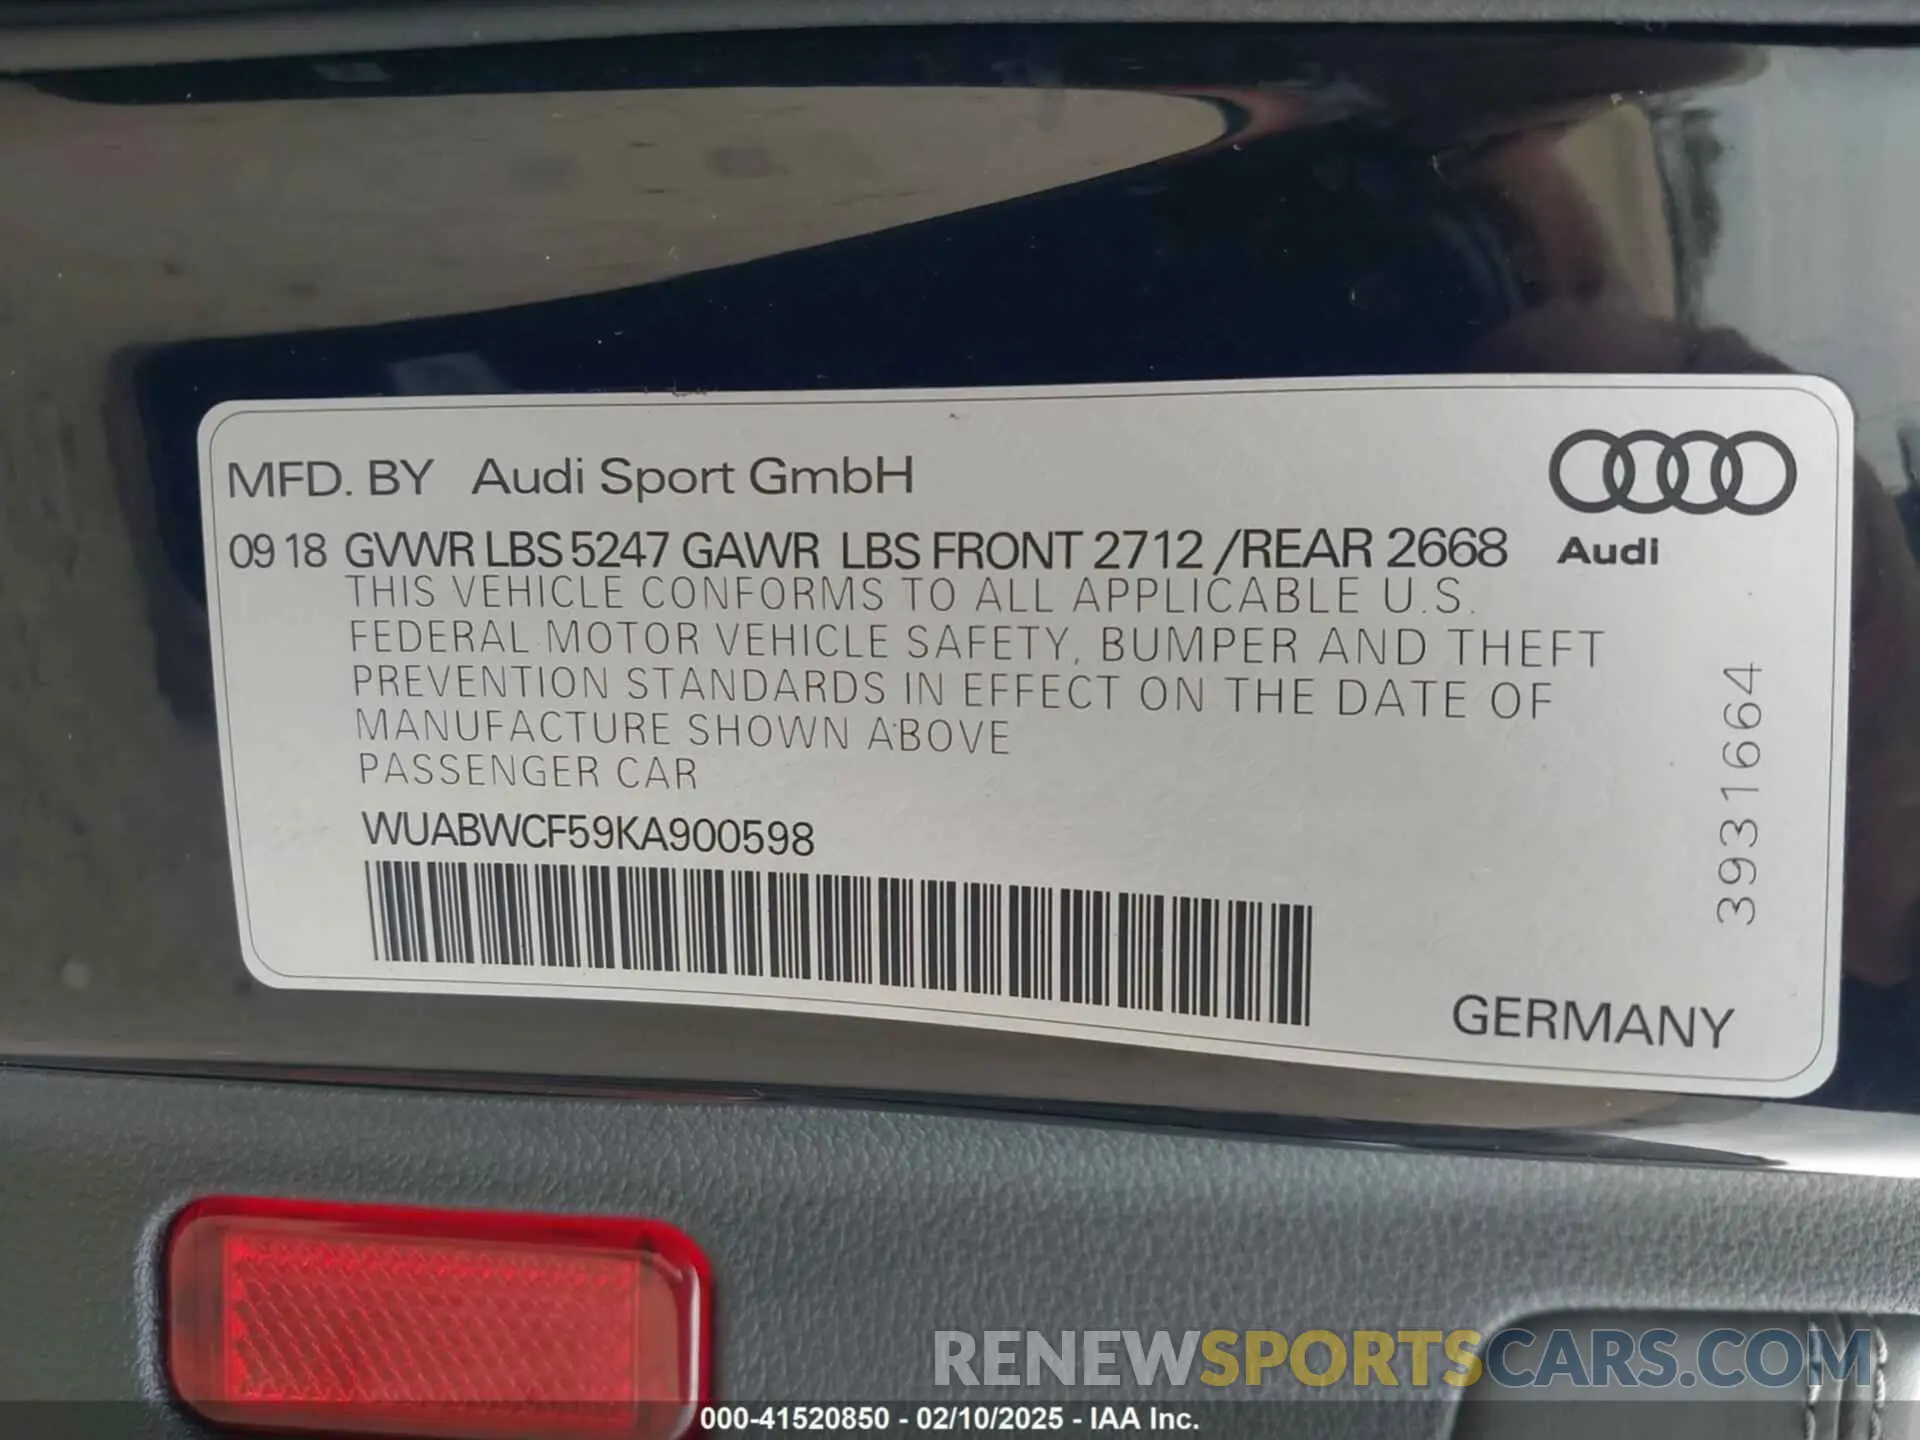 MFD. BY Audi Sport GmbH
09 18 GVWR LBS 5247 GAWR LBS FRONT 2712 /REAR 2668
Audi
THIS VEHICLE CONFORMS TO ALL APPLICABLE U.S.
FEDERAL MOTOR VEHICLE SAFETY, BUMPER AND THEFT
PREVENTION STANDARDS IN EFFECT ON THE DATE OF
MANUFACTURE SHOWN ABOVE
PASSENGER CAR
WUABWCF59KA900598
3931664
GERMANY
RENEWSPORTSCARS.COM
000-41520850 - 02/10/2025 - IAA Inc.